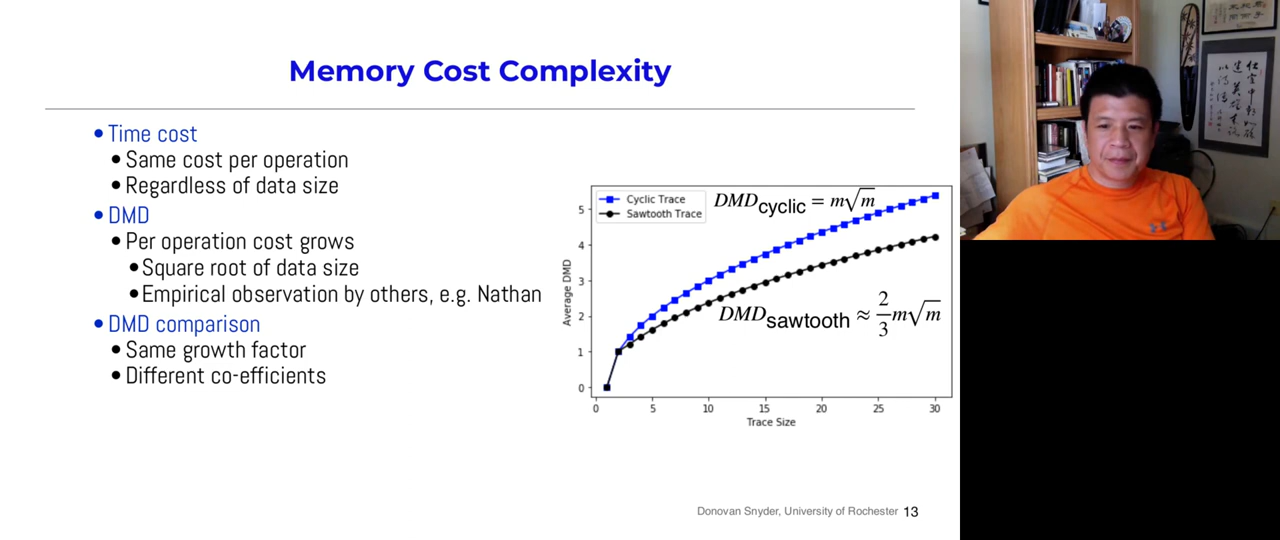 Memory Cost Complexity
• Time cost
• Same cost per operation
• Regardless of data size
• DMD
• Per operation cost grows
• Square root of data size
• Empirical observation by others, e.g. Nathan
• DMD comparison
• Same growth factor
• Different co-efficients
Cyclic Trace
Sawtooth Trace
DMD_cyclic = m√m
DMD_sawtooth ≈ 2/3 m√m
Average DMD
5
4
3
2
1
0
0 5 10 15 20 25 30
Trace Size
Donovan Snyder, University of Rochester 13